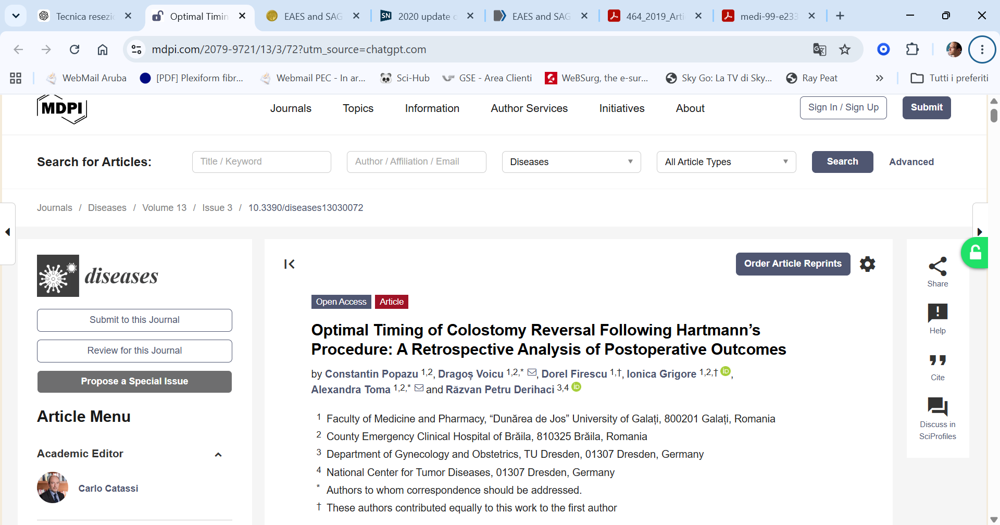 Tecnica resezi
Optimal Timin
EAES and SAG
SN
2020 update
EAES and SAG
464_2019_Arti
medi-99-e233
mdpi.com/2079-9721/13/3/72?utm_source=chatgpt.com
WebMail Aruba
[PDF] Plexiform fibr...
Webmail PEC - In ar...
Sci-Hub
GSE - Area Clienti
WeBSurg, the e-sur...
Sky Go: La TV di Sky...
Ray Peat
Tutti i preferiti
MDPI
Journals
Topics
Information
Author Services
Initiatives
About
Sign In / Sign Up
Submit
Search for Articles:
Title / Keyword
Author / Affiliation / Email
Diseases
All Article Types
Search
Advanced
Journals / Diseases / Volume 13 / Issue 3 / 10.3390/diseases13030072
diseases
Submit to this Journal
Review for this Journal
Propose a Special Issue
Article Menu
Academic Editor
Carlo Catassi
Order Article Reprints
Open Access
Article
Optimal Timing of Colostomy Reversal Following Hartmann’s
Procedure: A Retrospective Analysis of Postoperative Outcomes
by Constantin Popazu 1,2, Dragoș Voicu 1,2,* , Dorel Firescu 1,†, Ionica Grigore 1,2,† iD,
Alexandra Toma 1,2,* and Răzvan Petru Derihaci 3,4 iD
1 Faculty of Medicine and Pharmacy, “Dunărea de Jos” University of Galați, 800201 Galați, Romania
2 County Emergency Clinical Hospital of Brăila, 810325 Brăila, Romania
3 Department of Gynecology and Obstetrics, TU Dresden, 01307 Dresden, Germany
4 National Center for Tumor Diseases, 01307 Dresden, Germany
* Authors to whom correspondence should be addressed.
† These authors contributed equally to this work to the first author
Share
Help
Cite
Discuss in
SciProfiles